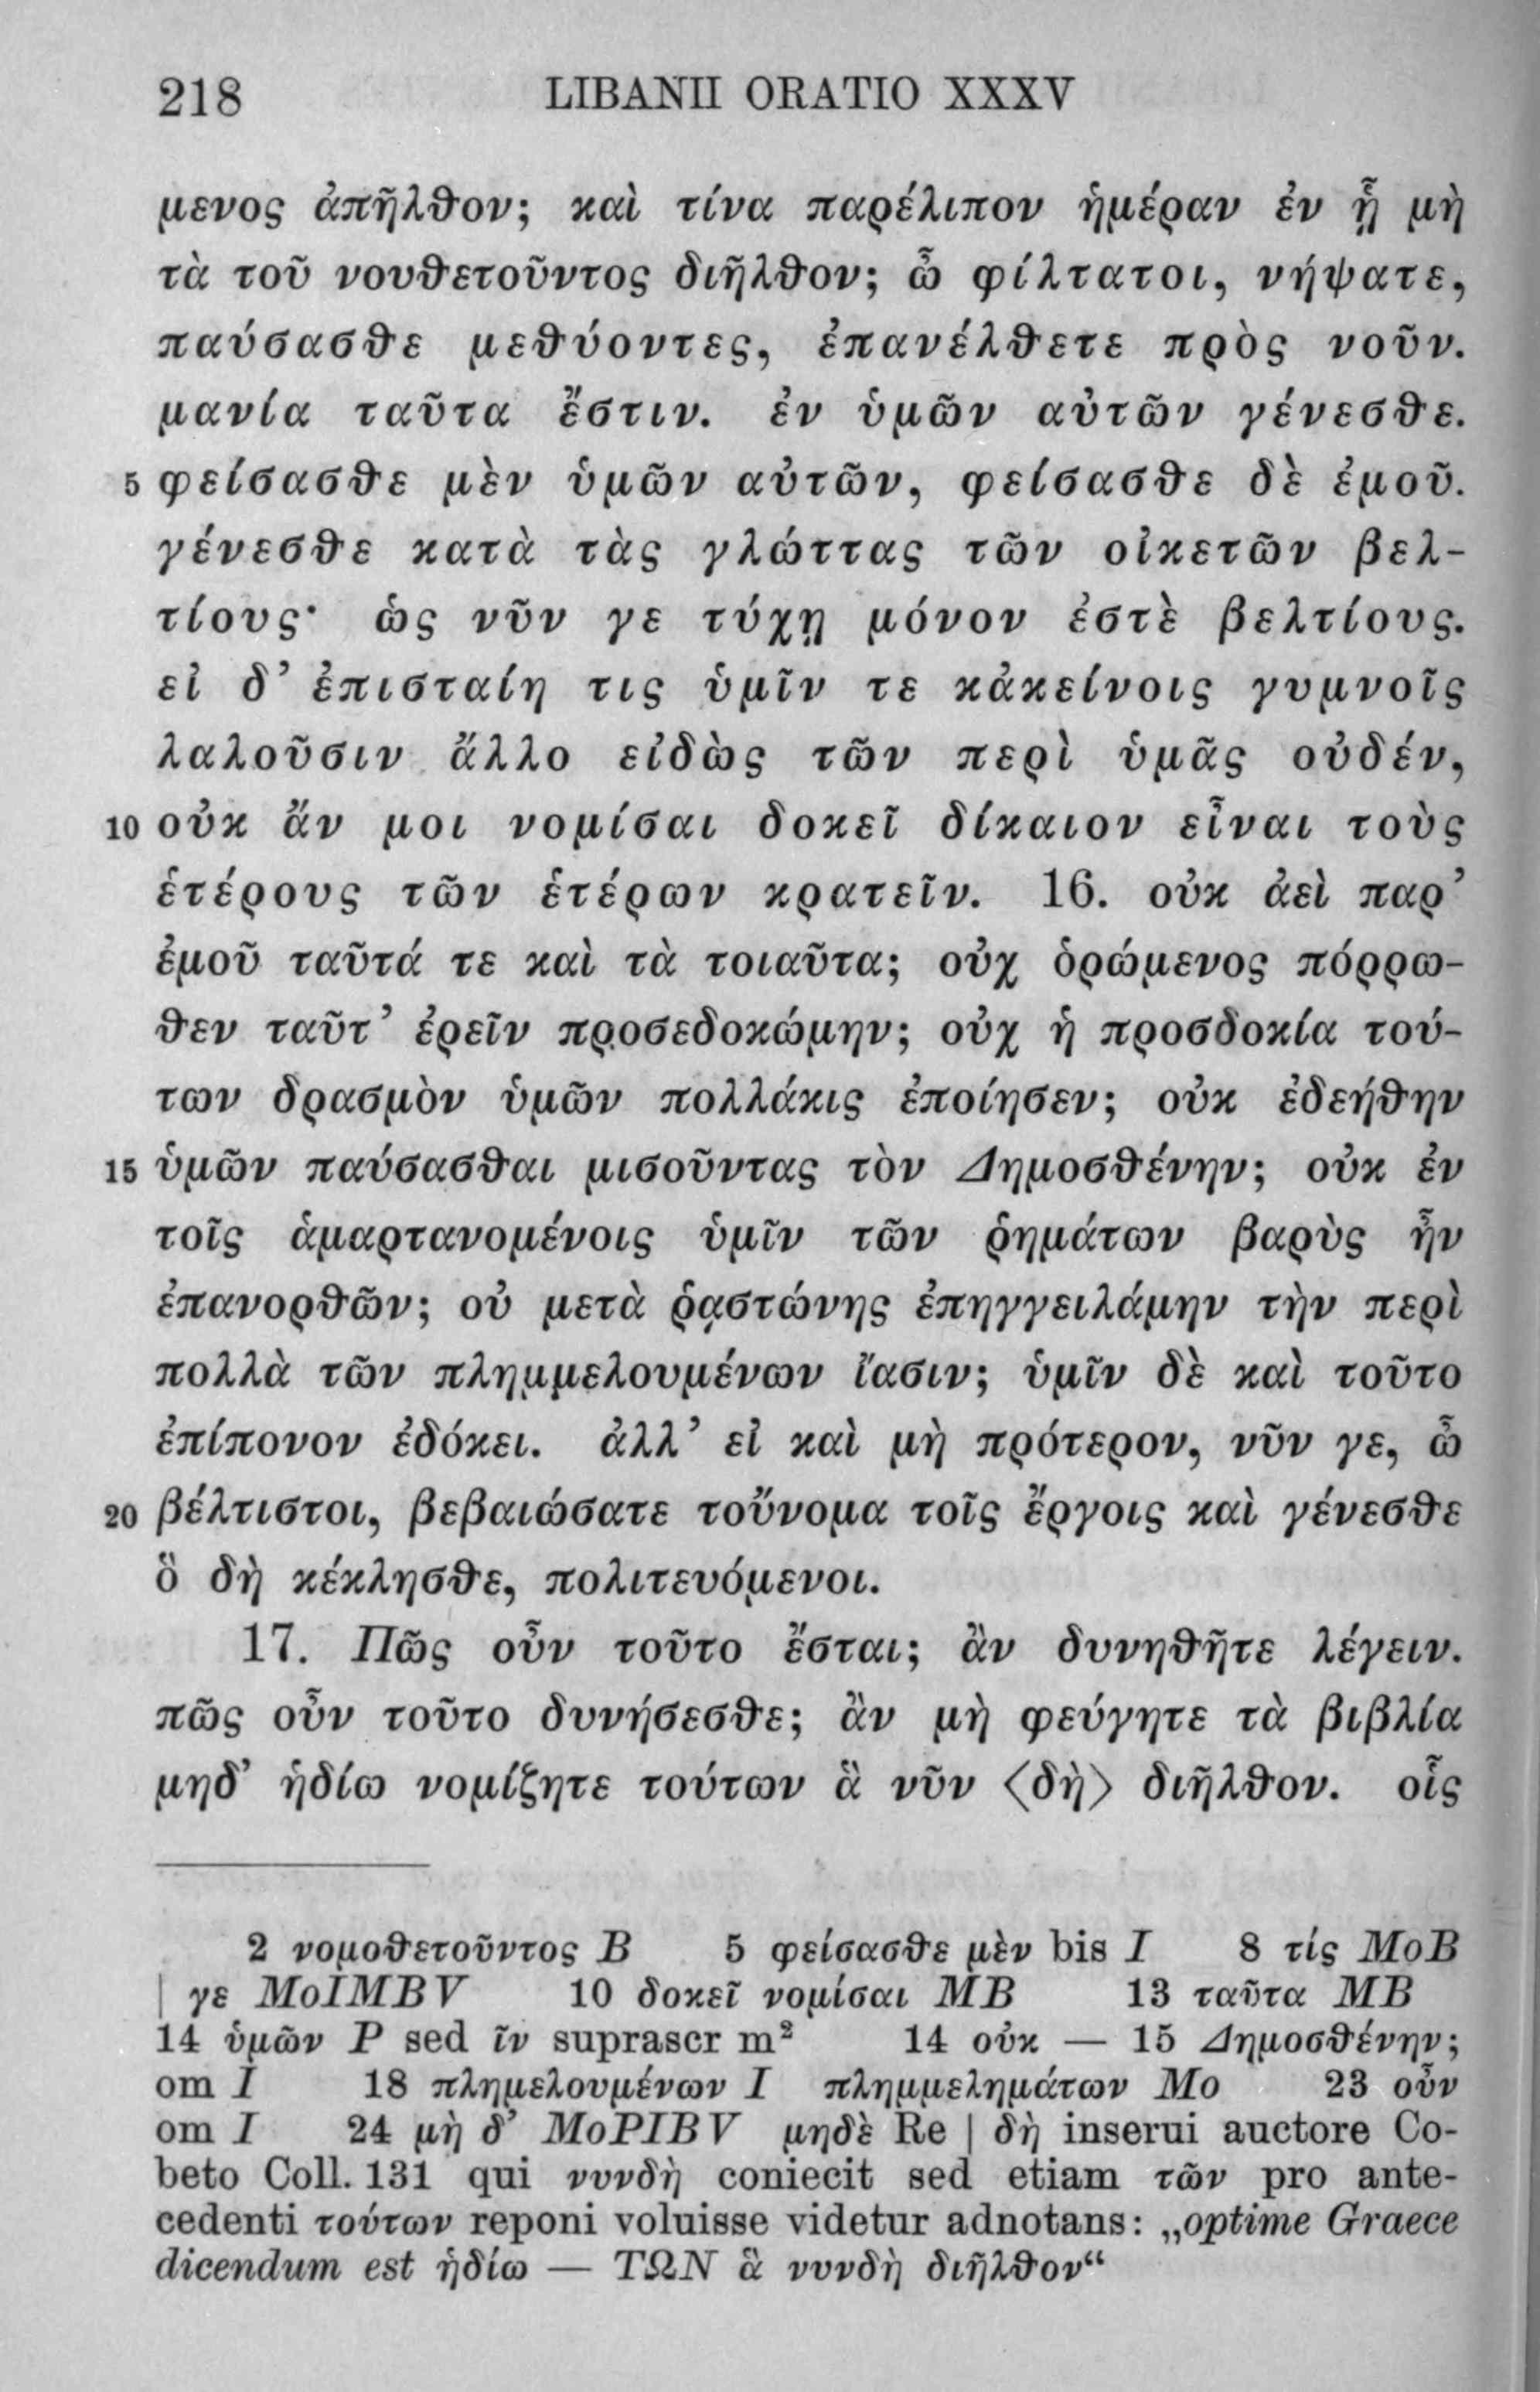 218 LIBANII ORATIO XXXV
μενος ἀπῆλθον; καὶ τίνα παρέλιπον ἡμέραν ἐν ᾗ μὴ
τὰ τοῦ νουθετοῦντος διῆλθον; ὦ φίλτατοι, νήψατε,
παύσασθε μεθύοντες, ἐπανέλθετε πρὸς νοῦν.
μανία ταῦτα ἔστιν. ἐν ὑμῶν αὐτῶν γένεσθε.
5 φείσασθε μὲν ὑμῶν αὐτῶν, φείσασθε δὲ ἐμοῦ.
γένεσθε κατὰ τὰς γλώττας τῶν οἰκετῶν βελ-
τίους· ὡς νῦν γε τύχῃ μόνον ἐστὲ βελτίους.
εἰ δ’ ἐπισταίη τις ὑμῖν τε κἀκείνοις γυμνοῖς
λαλοῦσιν ἄλλο εἰδὼς τῶν περὶ ὑμᾶς οὐδέν,
10 οὐκ ἄν μοι νομίσαι δοκεῖ δίκαιον εἶναι τοὺς
ἑτέρους τῶν ἑτέρων κρατεῖν. 16. οὐκ ἀεὶ παρ’
ἐμοῦ ταῦτά τε καὶ τὰ τοιαῦτα; οὐχ ὁρώμενος πόρρω-
θεν ταῦτ’ ἐρεῖν προσεδοκώμην; οὐχ ἡ προσδοκία τού-
των δρασμὸν ὑμῶν πολλάκις ἐποίησεν; οὐκ ἐδεήθην
15 ὑμῶν παύσασθαι μισοῦντας τὸν Δημοσθένην; οὐκ ἐν
τοῖς ἁμαρτανομένοις ὑμῖν τῶν ῥημάτων βαρὺς ἦν
ἐπανορθῶν; οὐ μετὰ ῥᾳστώνης ἐπηγγειλάμην τὴν περὶ
πολλὰ τῶν πλημμελουμένων ἴασιν; ὑμῖν δὲ καὶ τοῦτο
ἐπίπονον ἐδόκει. ἀλλ’ εἰ καὶ μὴ πρότερον, νῦν γε, ὦ
20 βέλτιστοι, βεβαιώσατε τοὔνομα τοῖς ἔργοις καὶ γένεσθε
ὃ δὴ κέκλησθε, πολιτευόμενοι.
17. Πῶς οὖν τοῦτο ἔσται; ἂν δυνηθῆτε λέγειν.
πῶς οὖν τοῦτο δυνήσεσθε; ἂν μὴ φεύγητε τὰ βιβλία
μηδ’ ἡδίω νομίζητε τούτων ἃ νῦν ⟨δὴ⟩ διῆλθον. οἷς
2 νομοθετοῦντος B 5 φείσασθε μὲν bis I 8 τίς MoB
| γε MoIMBV 10 δοκεῖ νομίσαι MB 13 ταῦτα MB
14 ὑμῶν P sed ῖν suprascr m² 14 οὐκ — 15 Δημοσθένην;
om I 18 πλημελουμένων I πλημμελημάτων Mo 23 οὖν
om I 24 μὴ δ’ MoPIBV μηδὲ Re | δὴ inserui auctore Co-
beto Coll. 131 qui νυνδὴ coniecit sed etiam τῶν pro ante-
cedenti τούτων reponi voluisse videtur adnotans: „optime Graece
dicendum est ἡδίω — ΤΩΝ ἃ νυνδὴ διῆλθον“